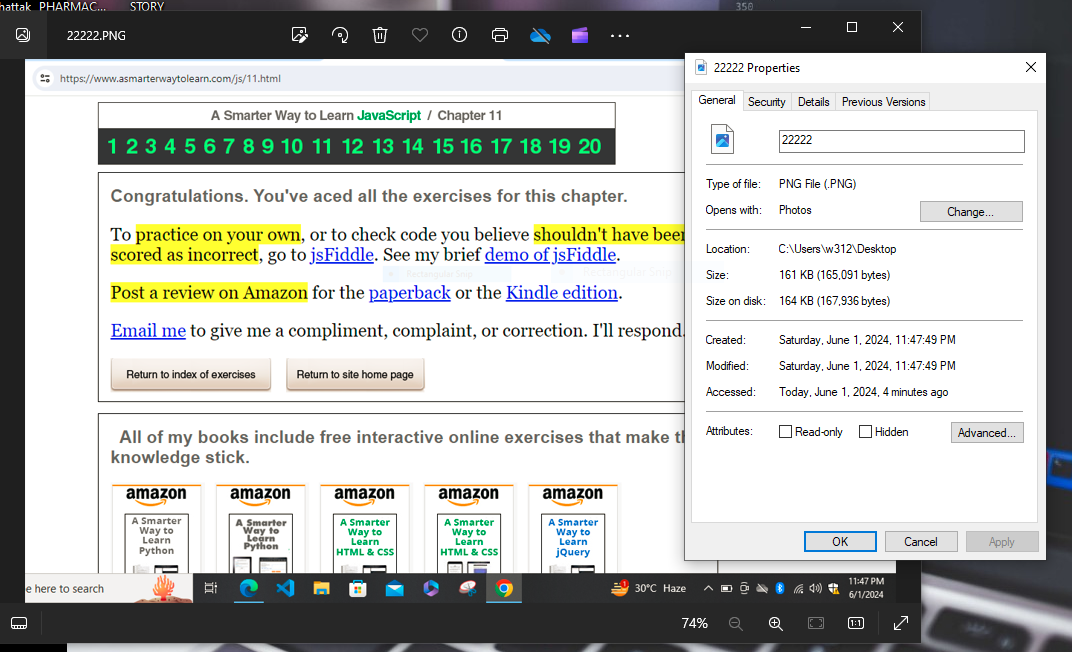 hattak PHARMAC... STORY
350
22222.PNG
https://www.asmarterwaytolearn.com/js/11.html
A Smarter Way to Learn JavaScript / Chapter 11
1 2 3 4 5 6 7 8 9 10 11 12 13 14 15 16 17 18 19 20
Congratulations. You've aced all the exercises for this chapter.
To practice on your own, or to check code you believe shouldn't have been
scored as incorrect, go to jsFiddle. See my brief demo of jsFiddle.
Rectangular Snip
Rectangular Snip
Post a review on Amazon for the paperback or the Kindle edition.
Email me to give me a compliment, complaint, or correction. I'll respond.
Return to index of exercises Return to site home page
All of my books include free interactive online exercises that make th
knowledge stick.
amazon amazon amazon amazon amazon
A Smarter Way to Learn Python
A Smarter Way to Learn Python
A Smarter Way to Learn HTML & CSS
A Smarter Way to Learn HTML & CSS
A Smarter Way to Learn jQuery
e here to search
1
30°C Haze
11:47 PM
6/1/2024
74%
1:1
22222 Properties
General Security Details Previous Versions
22222
Type of file: PNG File (.PNG)
Opens with: Photos Change...
Location: C:\Users\w312\Desktop
Size: 161 KB (165,091 bytes)
Size on disk: 164 KB (167,936 bytes)
Created: Saturday, June 1, 2024, 11:47:49 PM
Modified: Saturday, June 1, 2024, 11:47:49 PM
Accessed: Today, June 1, 2024, 4 minutes ago
Attributes: Read-only Hidden Advanced...
OK Cancel Apply